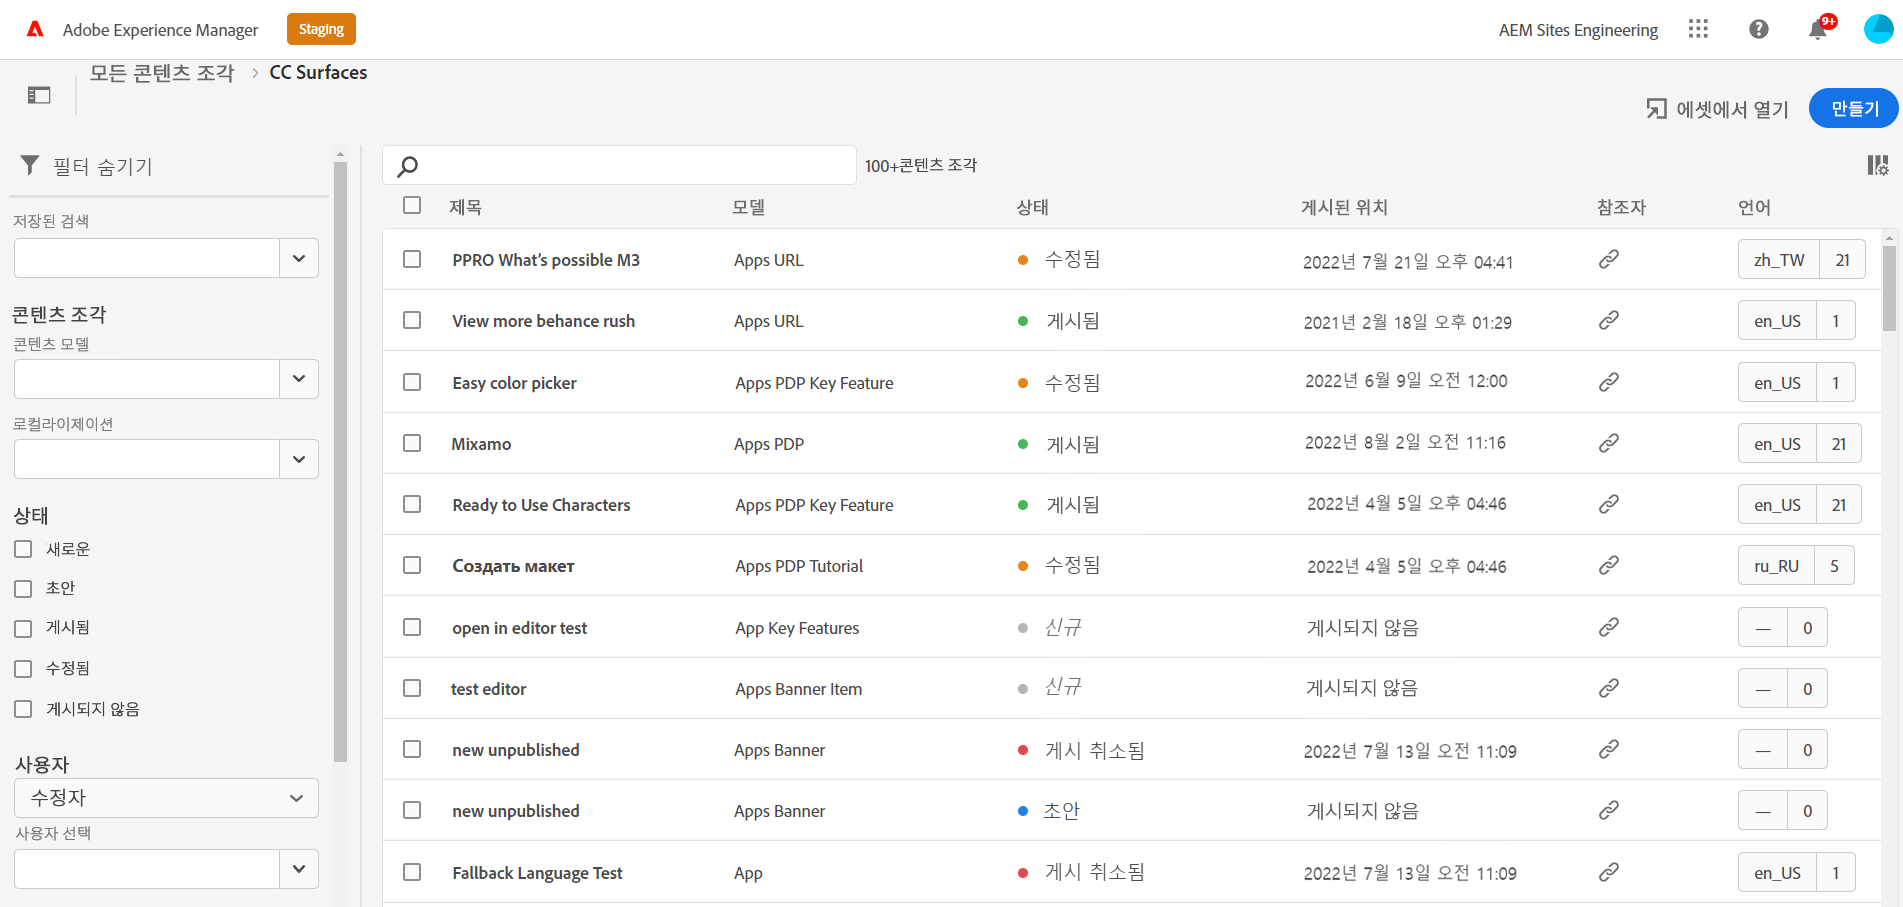 Adobe Experience Manager
Staging
AEM Sites Engineering
9+
모든 콘텐츠 조각 > CC Surfaces
에셋에서 열기
만들기
필터 숨기기
저장된 검색
콘텐츠 조각
콘텐츠 모델
로컬라이제이션
상태
새로운
초안
게시됨
수정됨
게시되지 않음
사용자
수정자
사용자 선택
100+콘텐츠 조각
제목 모델 상태 게시된 위치 참조자 언어
PPRO What's possible M3 Apps URL 수정됨 2022년 7월 21일 오후 04:41 zh_TW 21
View more behance rush Apps URL 게시됨 2021년 2월 18일 오후 01:29 en_US 1
Easy color picker Apps PDP Key Feature 수정됨 2022년 6월 9일 오전 12:00 en_US 1
Mixamo Apps PDP 게시됨 2022년 8월 2일 오전 11:16 en_US 21
Ready to Use Characters Apps PDP Key Feature 게시됨 2022년 4월 5일 오후 04:46 en_US 21
Создать макет Apps PDP Tutorial 수정됨 2022년 4월 5일 오후 04:46 ru_RU 5
open in editor test App Key Features 신규 게시되지 않음 — 0
test editor Apps Banner Item 신규 게시되지 않음 — 0
new unpublished Apps Banner 게시 취소됨 2022년 7월 13일 오전 11:09 — 0
new unpublished Apps Banner 초안 게시되지 않음 — 0
Fallback Language Test App 게시 취소됨 2022년 7월 13일 오전 11:09 en_US 1